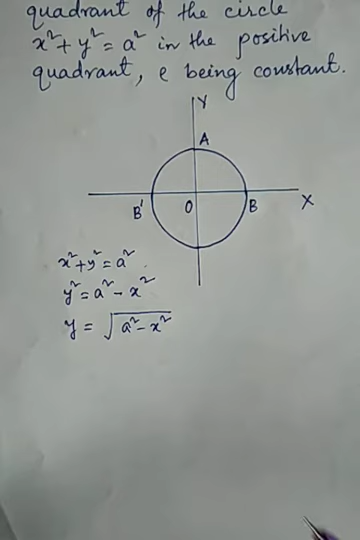 quadrant of the circle
x² + y² = a² in the positive
quadrant, e being constant.
Y
A
B' O B X
x² + y² = a²
y² = a² - x²
y = √(a² - x²)